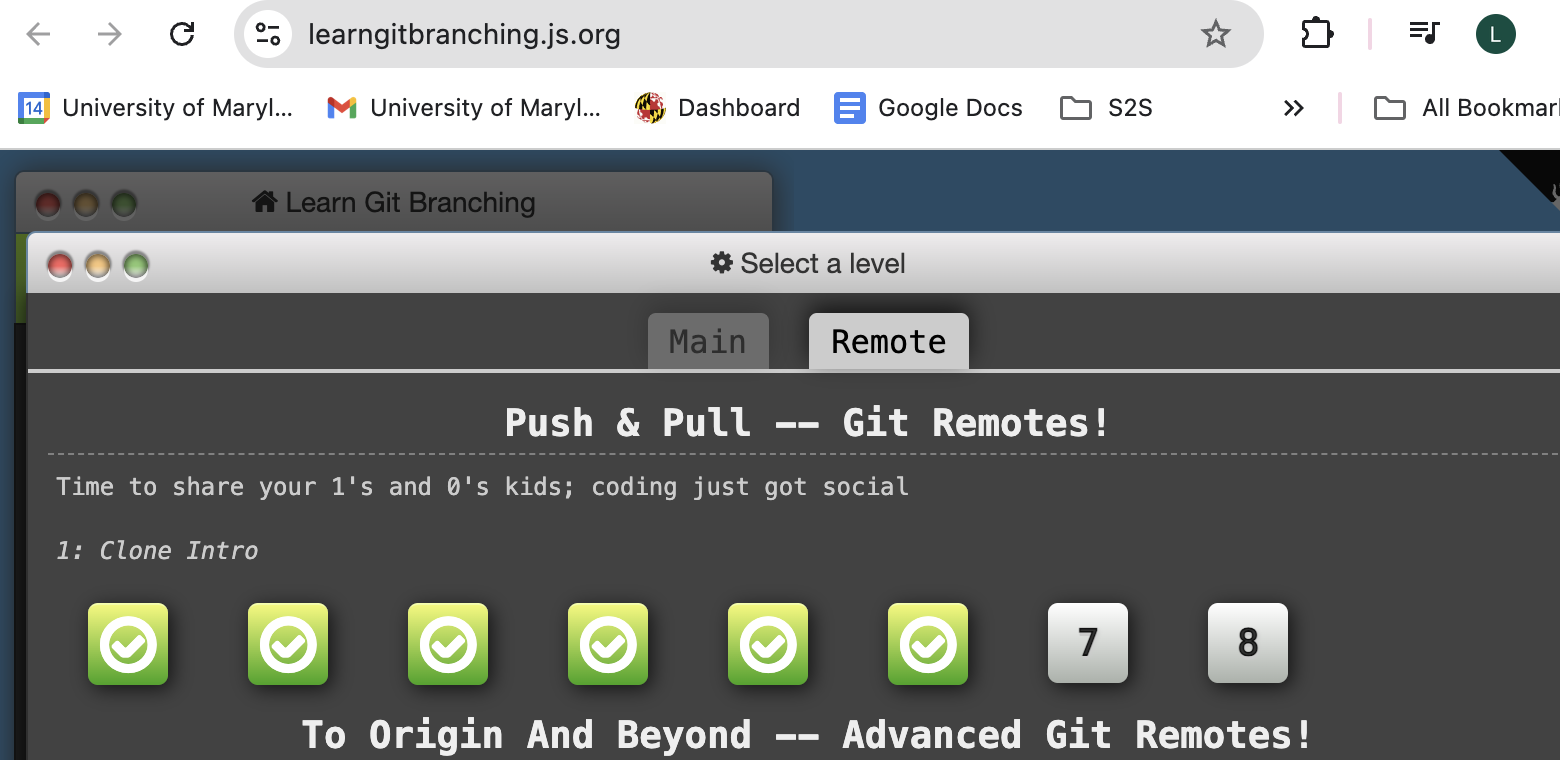 learngitbranching.js.org
L
14 University of Maryl... University of Maryl... Dashboard Google Docs S2S » All Bookmar
Learn Git Branching
Select a level
Main Remote
Push & Pull -- Git Remotes!
Time to share your 1's and 0's kids; coding just got social
1: Clone Intro
7 8
To Origin And Beyond -- Advanced Git Remotes!